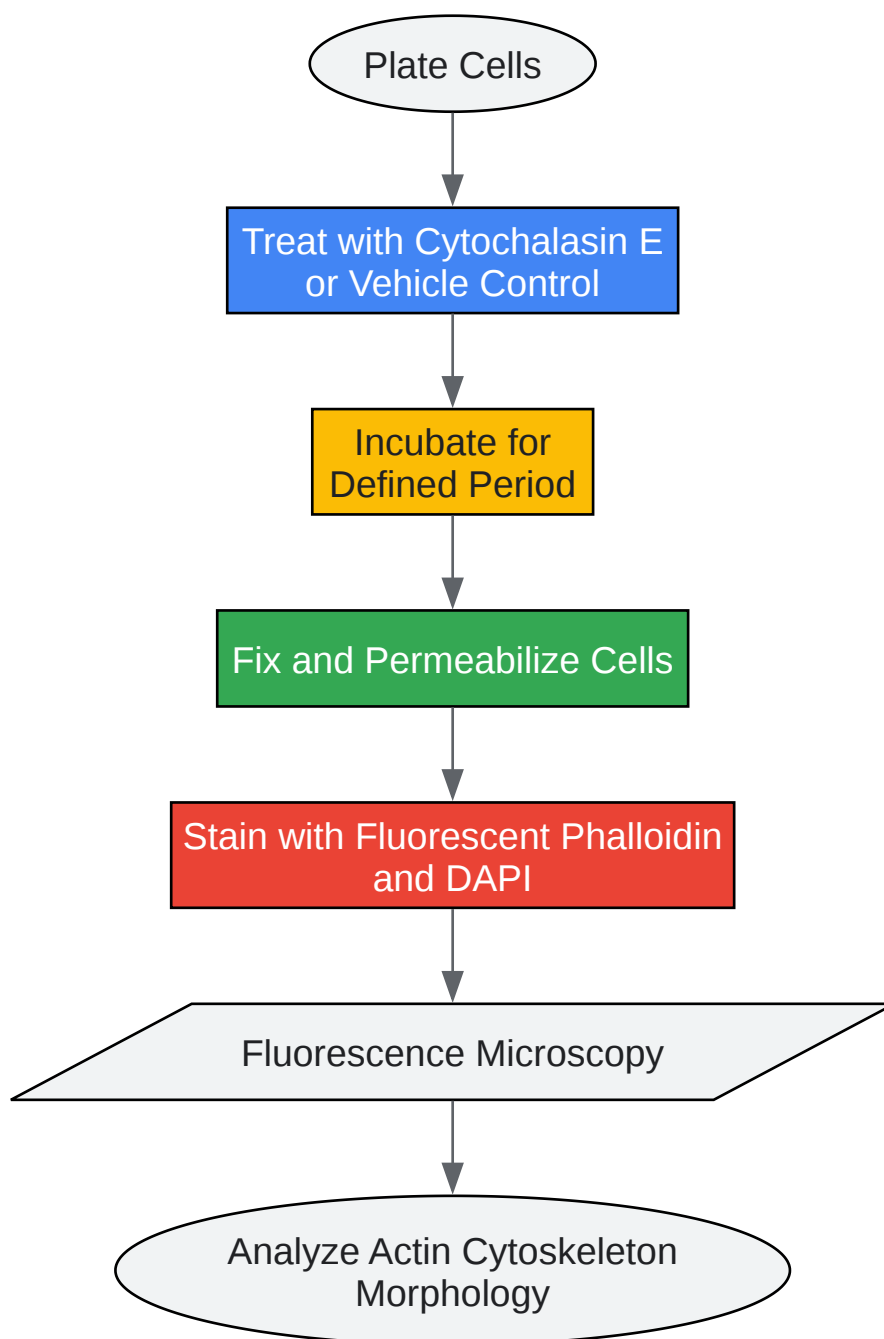 Plate Cells
Treat with Cytochalasin E
or Vehicle Control
Incubate for
Defined Period
Fix and Permeabilize Cells
Stain with Fluorescent Phalloidin
and DAPI
Fluorescence Microscopy
Analyze Actin Cytoskeleton
Morphology